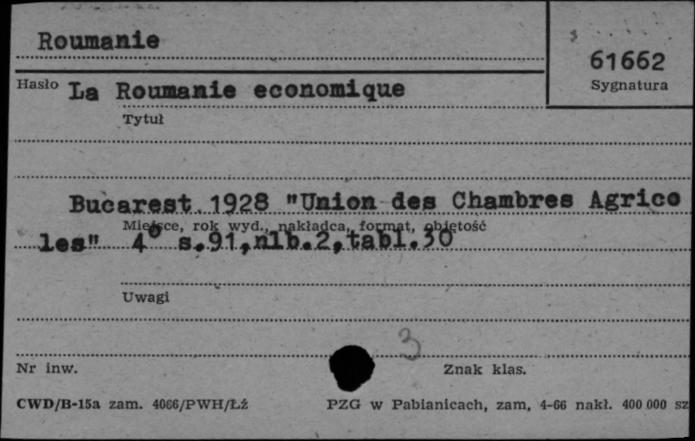 Roumanie
61662
Hasło La Roumanie economique
Sygnatura
Tytuł
Bucarest 1928 "Union des Chambres Agrico
Miejsce, rok wyd., nakładca, format, objętość
les" 4° s.91,nlb.2,tabl.30
Uwagi
3
Nr inw.
Znak klas.
CWD/B-15a zam. 4066/PWH/Łź
PZG w Pabianicach, zam, 4-66 nakł. 400 000 sz